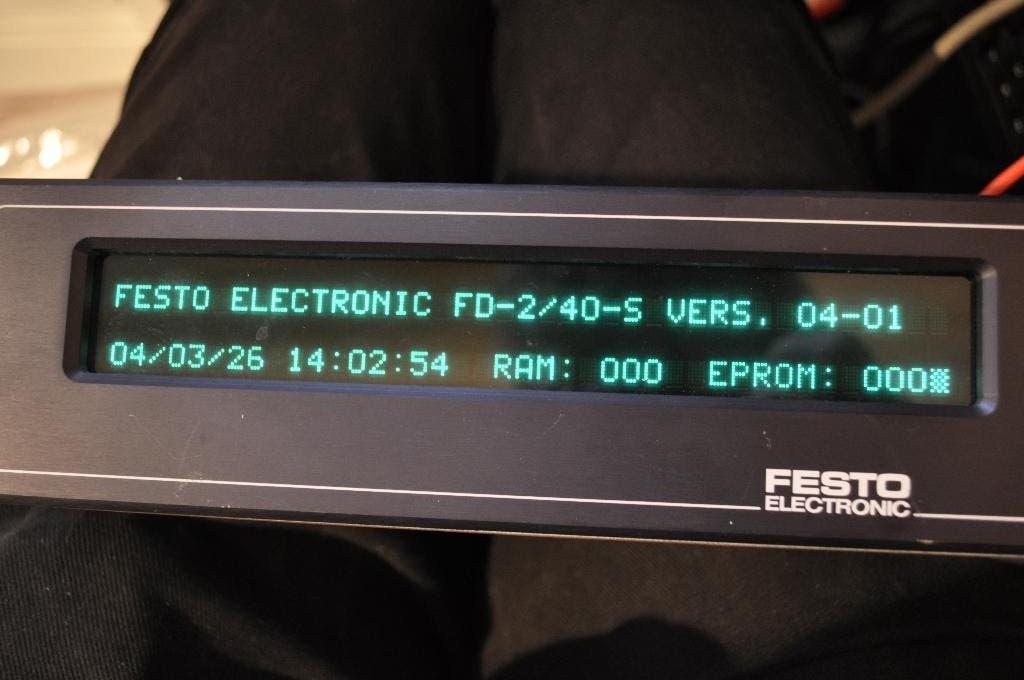 FESTO ELECTRONIC FD-2/40-S VERS. 04-01
04/03/26 14:02:54 RAM: 000 EPROM: 000▒
FESTO
ELECTRONIC